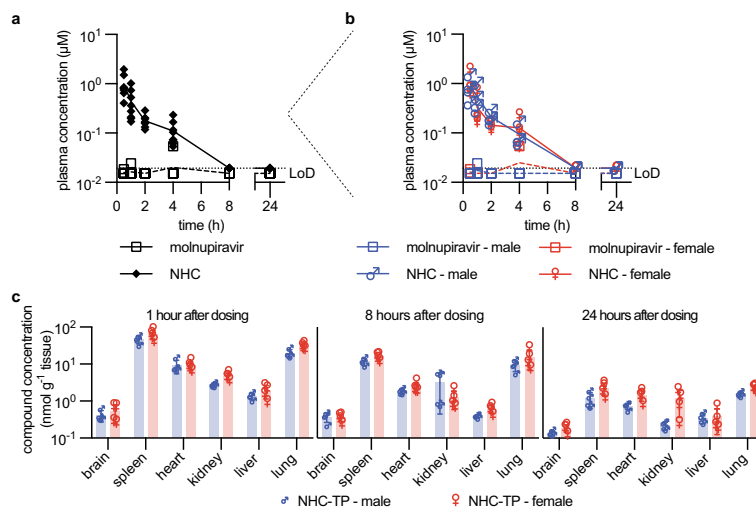 a
b
plasma concentration (µM)
10¹
10⁰
10⁻¹
10⁻²
LoD
0 2 4 6 8 24
time (h)
molnupiravir
NHC
plasma concentration (µM)
10¹
10⁰
10⁻¹
10⁻²
LoD
0 2 4 6 8 24
time (h)
molnupiravir - male
molnupiravir - female
NHC - male
NHC - female
c
1 hour after dosing
8 hours after dosing
24 hours after dosing
compound concentration
(nmol g⁻¹ tissue)
10²
10¹
10⁰
10⁻¹
brain spleen heart kidney liver lung
brain spleen heart kidney liver lung
brain spleen heart kidney liver lung
NHC-TP - male
NHC-TP - female